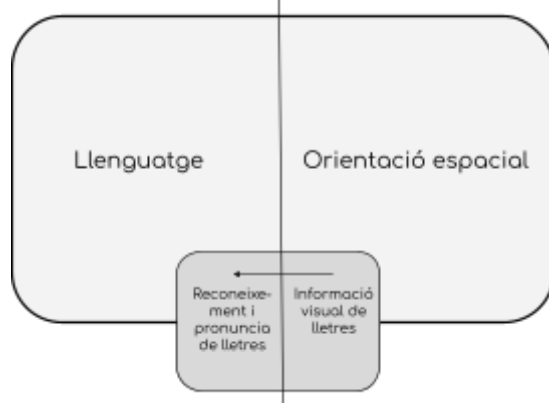 Llenguatge
Orientació espacial
Reconeixe-
ment i
pronuncia
de lletres
Informació
visual de
lletres